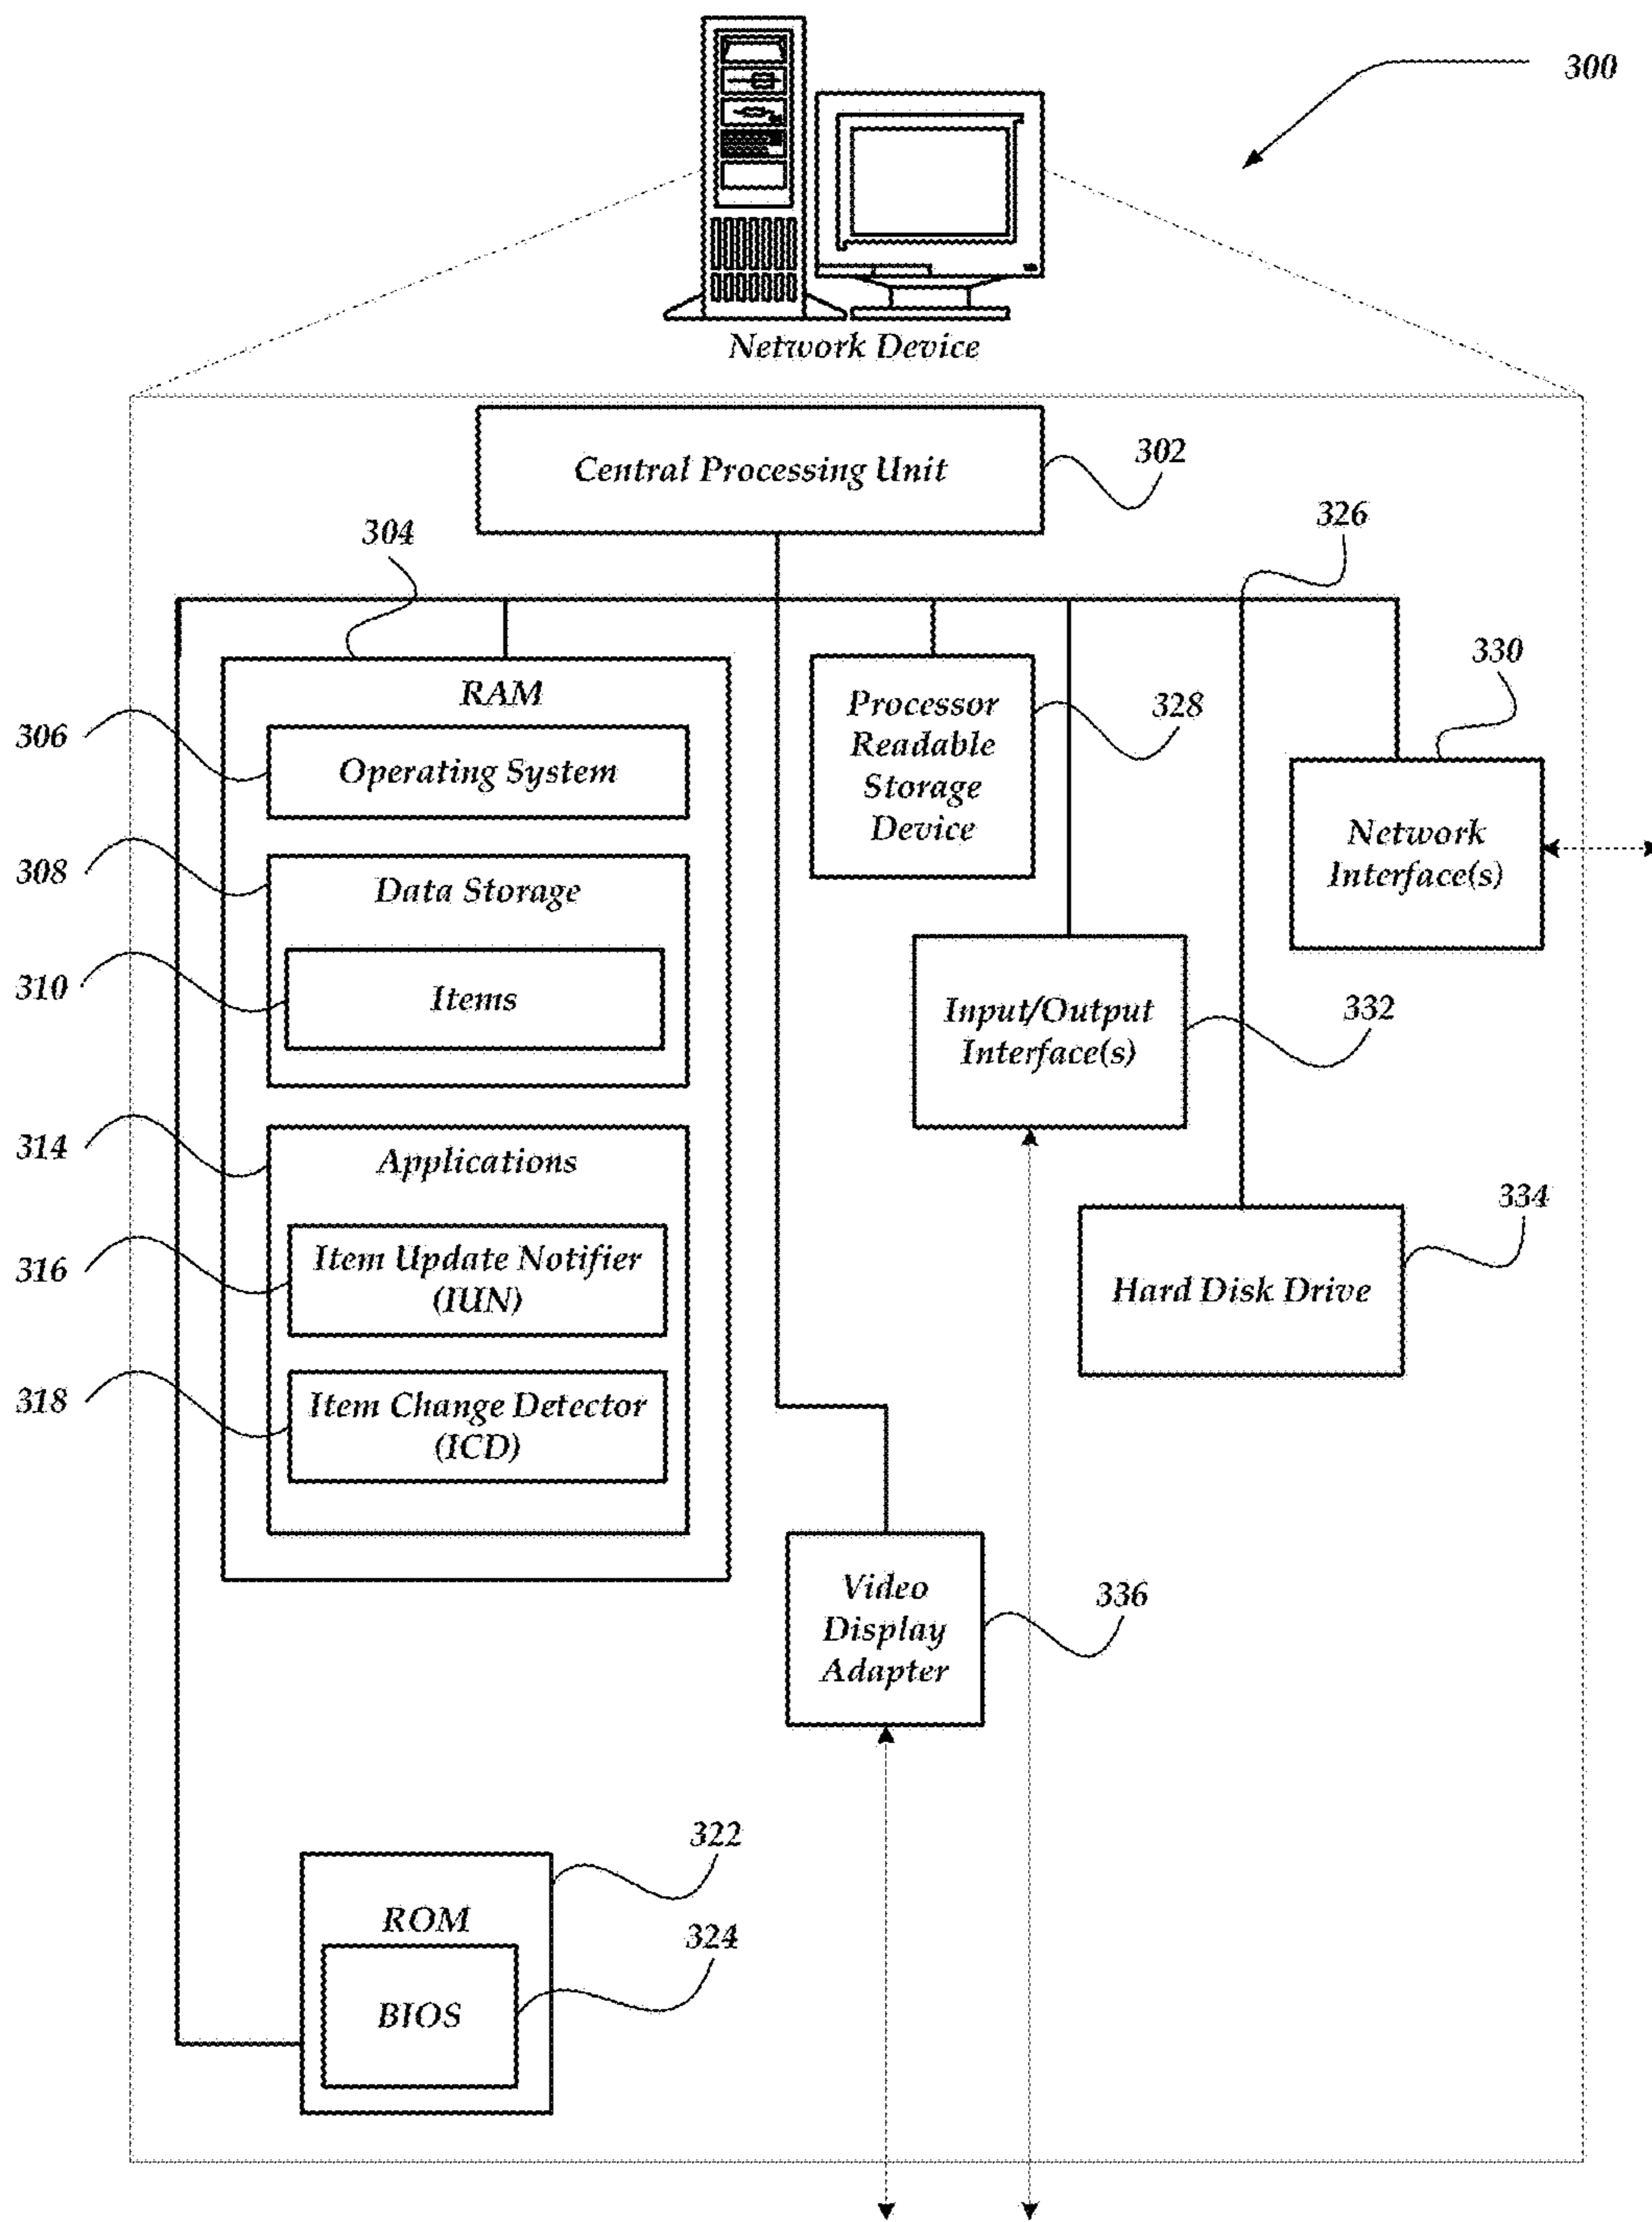 300
Network Device
Central Processing Unit
302
304
326
RAM
306
Operating System
308
Data Storage
310
Items
314
Applications
316
Item Update Notifier
(IUN)
318
Item Change Detector
(ICD)
Processor
Readable
Storage
Device
328
330
Network
Interface(s)
Input/Output
Interface(s)
332
334
Hard Disk Drive
Video
Display
Adapter
336
322
ROM
324
BIOS